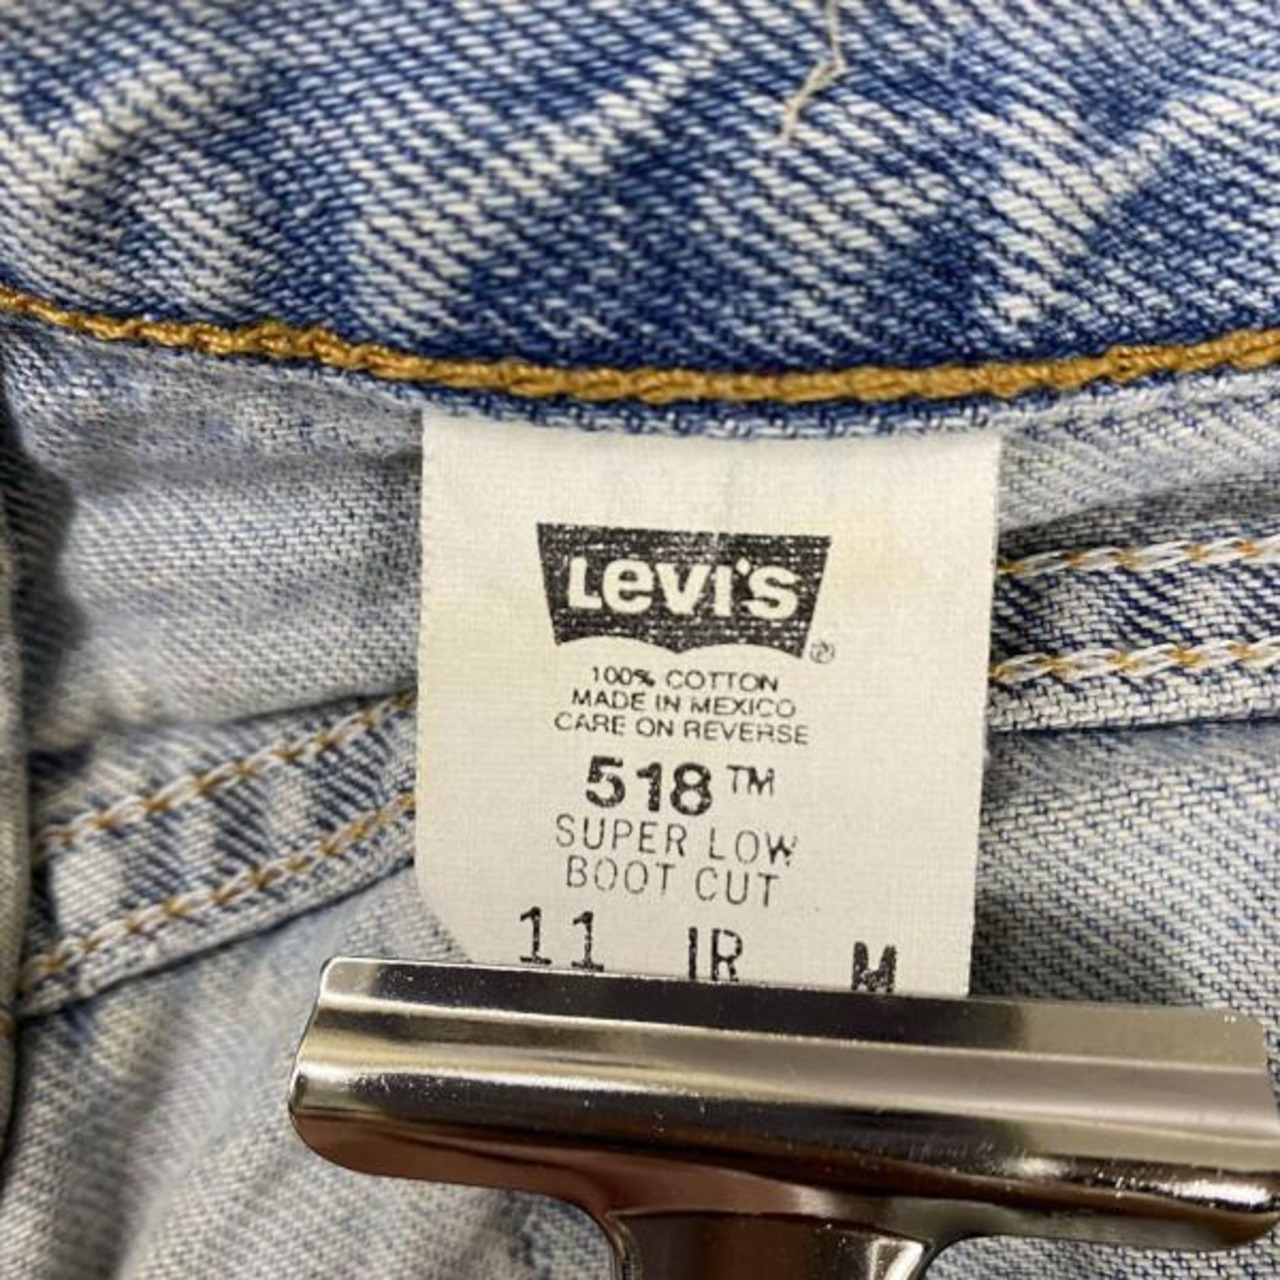 LEVI'S ®
100% COTTON
MADE IN MEXICO
CARE ON REVERSE
518™
SUPER LOW
BOOT CUT
11 JR M